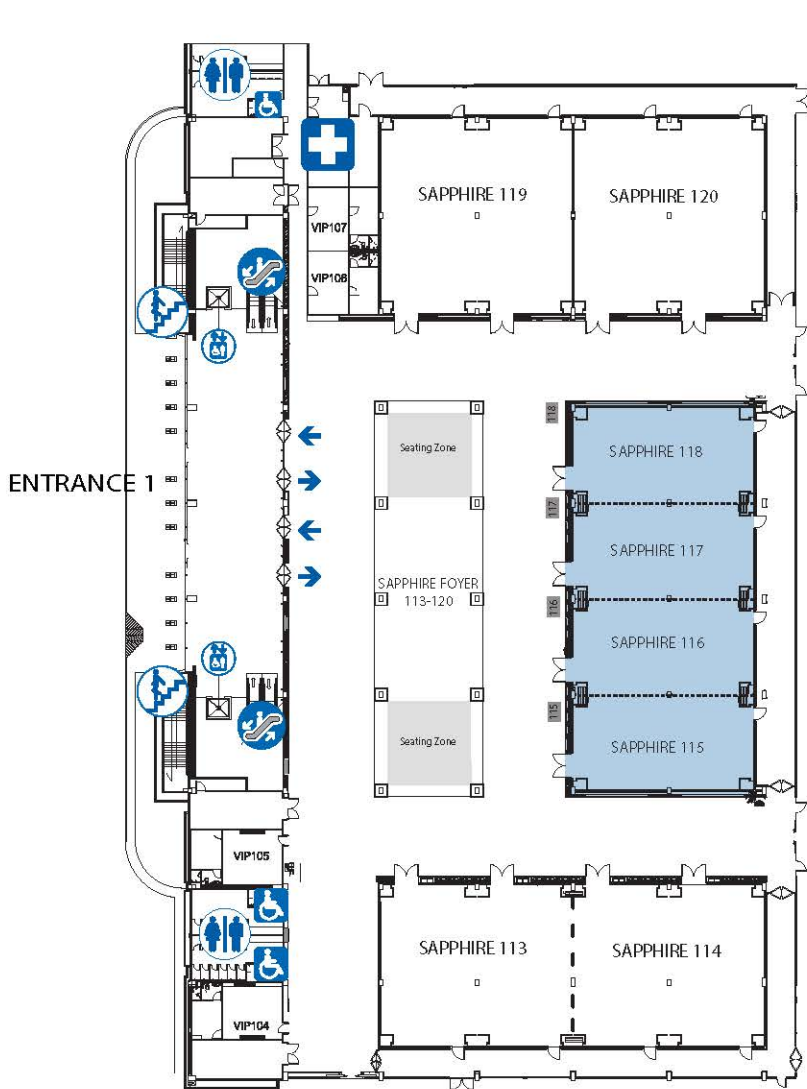 SAPPHIRE 119
SAPPHIRE 120
VIP107
VIP106
118
Seating Zone
SAPPHIRE 118
ENTRANCE 1
117
SAPPHIRE 117
SAPPHIRE FOYER
113-120
116
SAPPHIRE 116
115
Seating Zone
SAPPHIRE 115
VIP105
SAPPHIRE 113
SAPPHIRE 114
VIP104